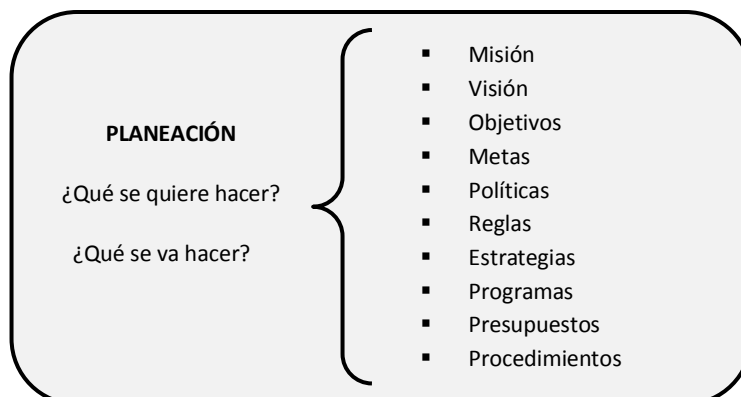 PLANEACIÓN
¿Qué se quiere hacer?
¿Qué se va hacer?
▪ Misión
▪ Visión
▪ Objetivos
▪ Metas
▪ Políticas
▪ Reglas
▪ Estrategias
▪ Programas
▪ Presupuestos
▪ Procedimientos